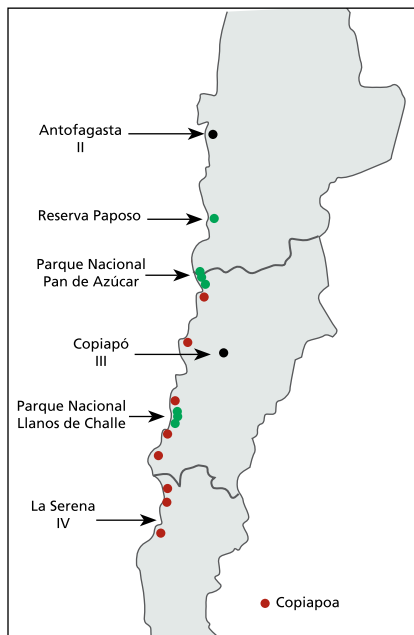 Antofagasta
II
Reserva Paposo
Parque Nacional
Pan de Azúcar
Copiapó
III
Parque Nacional
Llanos de Challe
La Serena
IV
Copiapoa